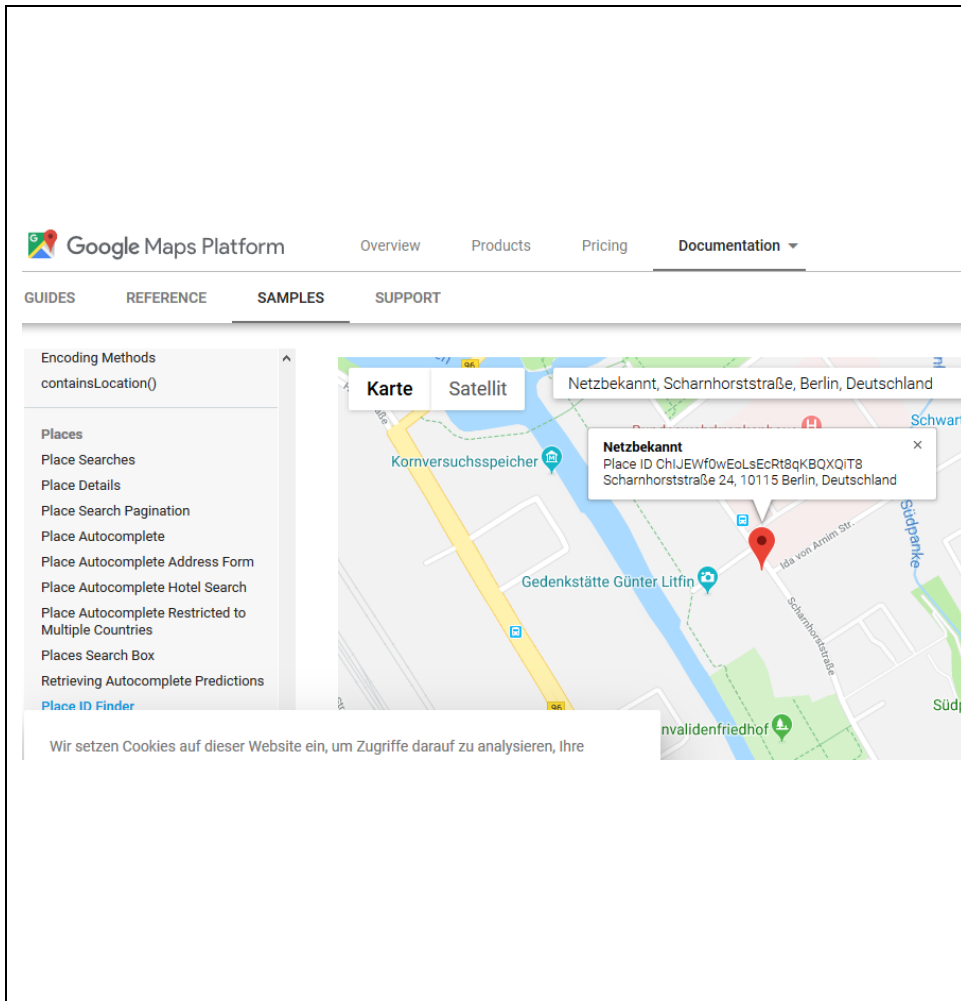 Google Maps Platform
Overview
Products
Pricing
Documentation
GUIDES
REFERENCE
SAMPLES
SUPPORT
Encoding Methods
containsLocation()
Places
Place Searches
Place Details
Place Search Pagination
Place Autocomplete
Place Autocomplete Address Form
Place Autocomplete Hotel Search
Place Autocomplete Restricted to
Multiple Countries
Places Search Box
Retrieving Autocomplete Predictions
Place ID Finder
Karte
Satellit
Netzbekannt, Scharnhorststraße, Berlin, Deutschland
96
Schwar
Netzbekannt
Place ID ChIJEWf0wEoLsEcRt8qKBQXQiT8
Scharnhorststraße 24, 10115 Berlin, Deutschland
Kornversuchsspeicher
H
Südpanke
Ida von Arnim Str.
Gedenkstätte Günter Litfin
Scharnhorststraße
96
nvalidenfriedhof
Südp
Wir setzen Cookies auf dieser Website ein, um Zugriffe darauf zu analysieren, Ihre